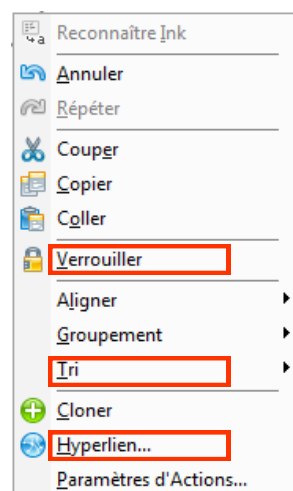 Reconnaître Ink
Annuler
Répéter
Couper
Copier
Coller
Verrouiller
Aligner
Groupement
Tri
Cloner
Hyperlien...
Paramètres d'Actions...